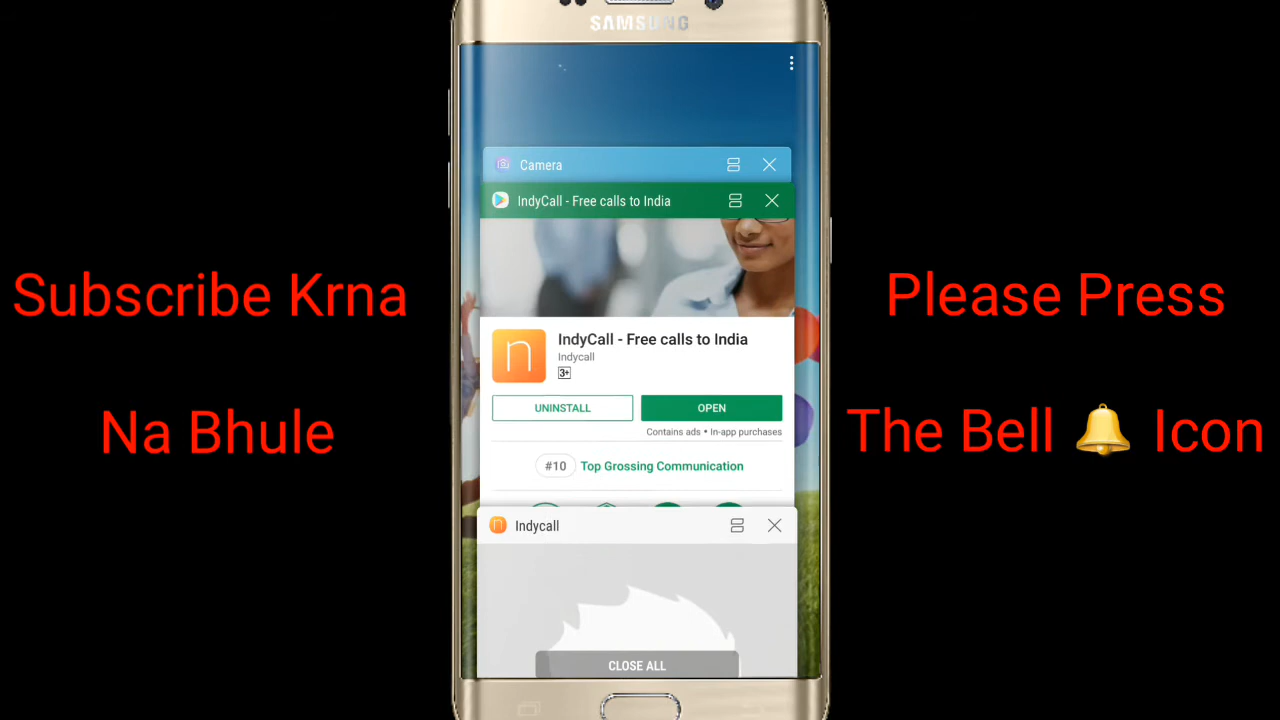 SAMSUNG
Camera
IndyCall - Free calls to India
Subscribe Krna
Na Bhule
IndyCall - Free calls to India
Indycall
3+
UNINSTALL
OPEN
Contains ads • In-app purchases
#10 Top Grossing Communication
Indycall
CLOSE ALL
Please Press
The Bell 🔔 Icon